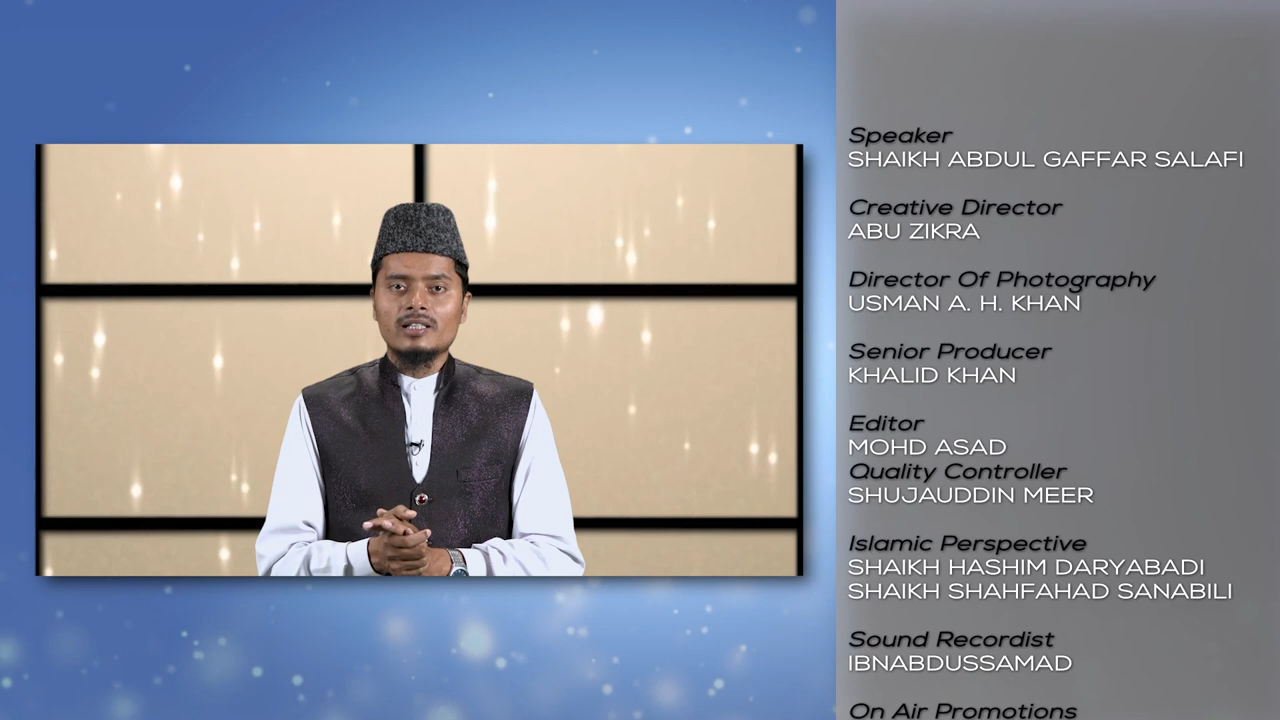 Speaker
SHAIKH ABDUL GAFFAR SALAFI
Creative Director
ABU ZIKRA
Director Of Photography
USMAN A. H. KHAN
Senior Producer
KHALID KHAN
Editor
MOHD ASAD
Quality Controller
SHUJAUDDIN MEER
Islamic Perspective
SHAIKH HASHIM DARYABADI
SHAIKH SHAHFAHAD SANABILI
Sound Recordist
IBNABDUSSAMAD
On Air Promotions